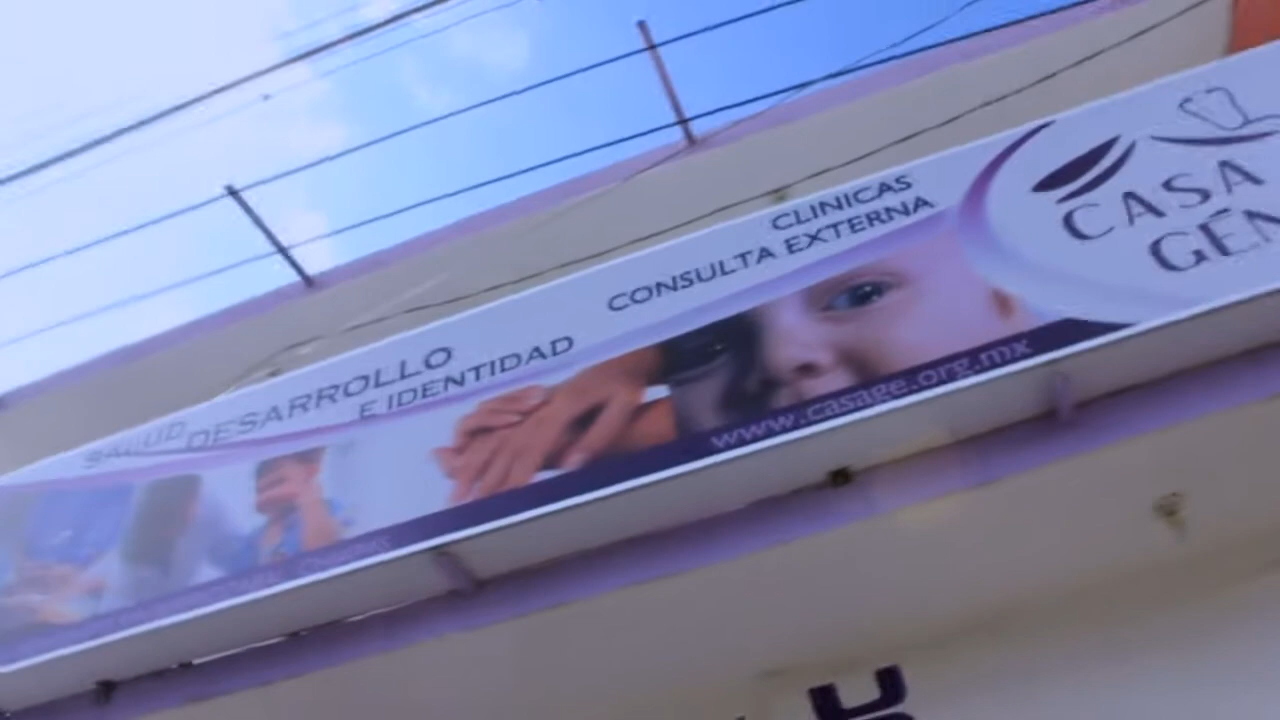 SALUD
DESARROLLO
E IDENTIDAD
CLINICAS
CONSULTA EXTERNA
CASA
GÉN
www.casage.org.mx